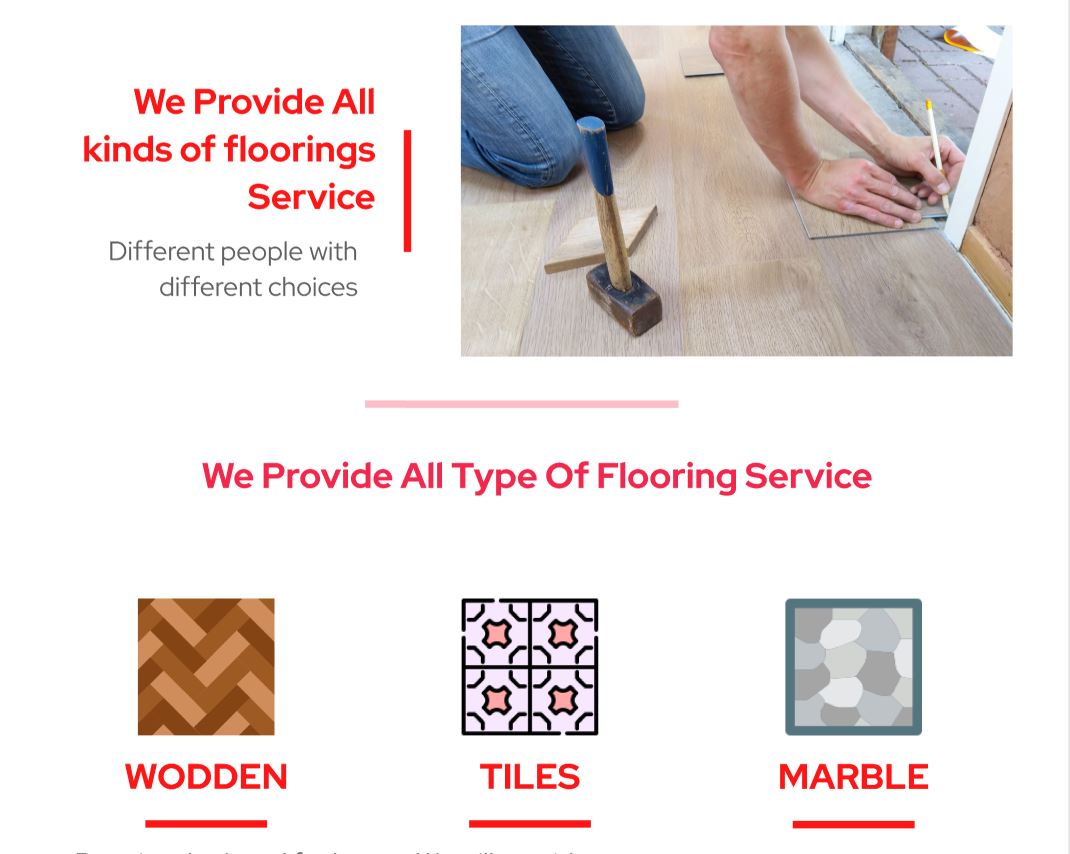 We Provide All
kinds of floorings
Service
Different people with
different choices
We Provide All Type Of Flooring Service
WODDEN
TILES
MARBLE